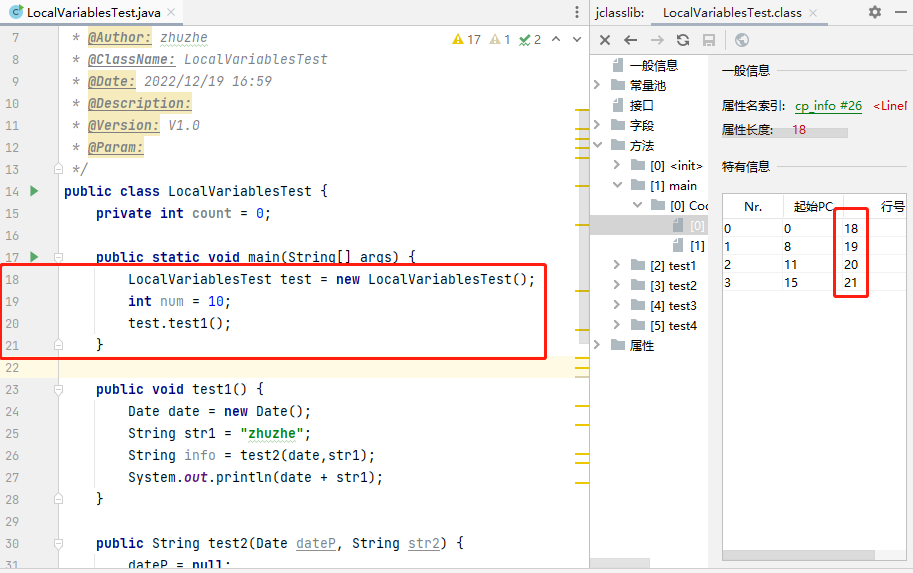 LocalVariablesTest.java
7 * @Author: zhuzhe
8 * @ClassName: LocalVariablesTest
9 * @Date: 2022/12/19 16:59
10 * @Description:
11 * @Version: V1.0
12 * @Param:
13 */
14 public class LocalVariablesTest {
15 private int count = 0;
16
17 public static void main(String[] args) {
18 LocalVariablesTest test = new LocalVariablesTest();
19 int num = 10;
20 test.test1();
21 }
22
23 public void test1() {
24 Date date = new Date();
25 String str1 = "zhuzhe";
26 String info = test2(date,str1);
27 System.out.println(date + str1);
28 }
29
30 public String test2(Date dateP, String str2) {
31 dateP = null;
17 1 2
jclasslib: LocalVariablesTest.class
一般信息
常量池
接口
字段
方法
[0] <init>
[1] main
[0] Coc
[0]
[1]
[2] test1
[3] test2
[4] test3
[5] test4
属性
一般信息
属性名索引: cp_info #26 <Linel
属性长度: 18
特有信息
Nr. 起始PC 行号
0 0 18
1 8 19
2 11 20
3 15 21